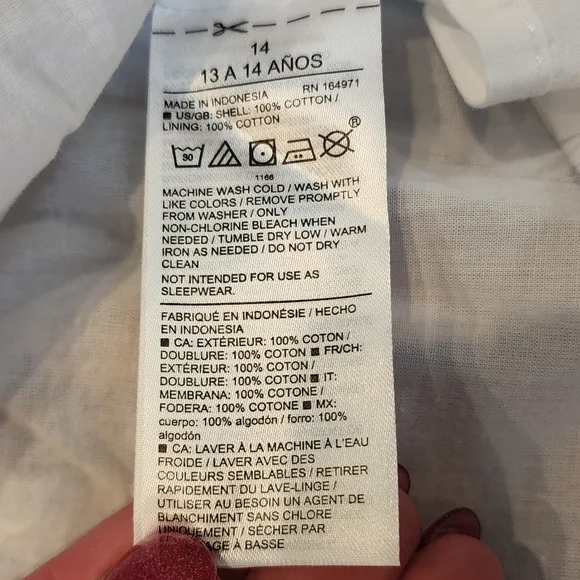 14
13 A 14 AÑOS
MADE IN INDONESIA RN 164971
■ US/GB: SHELL: 100% COTTON /
LINING: 100% COTTON
30
®
1166
MACHINE WASH COLD / WASH WITH
LIKE COLORS / REMOVE PROMPTLY
FROM WASHER / ONLY
NON-CHLORINE BLEACH WHEN
NEEDED / TUMBLE DRY LOW / WARM
IRON AS NEEDED / DO NOT DRY
CLEAN
NOT INTENDED FOR USE AS
SLEEPWEAR.
FABRIQUÉ EN INDONÉSIE / HECHO
EN INDONESIA
■ CA: EXTÉRIEUR: 100% COTON /
DOUBLURE: 100% COTON ■ FR/CH:
EXTÉRIEUR: 100% COTON /
DOUBLURE: 100% COTON ■ IT:
MEMBRANA: 100% COTONE /
FODERA: 100% COTONE ■ MX:
cuerpo: 100% algodón / forro: 100%
algodón
■ CA: LAVER À LA MACHINE À L'EAU
FROIDE / LAVER AVEC DES
COULEURS SEMBLABLES / RETIRER
RAPIDEMENT DU LAVE-LINGE /
UTILISER AU BESOIN UN AGENT DE
BLANCHIMENT SANS CHLORE
UNIQUEMENT / SÉCHER PAR
À BASSE